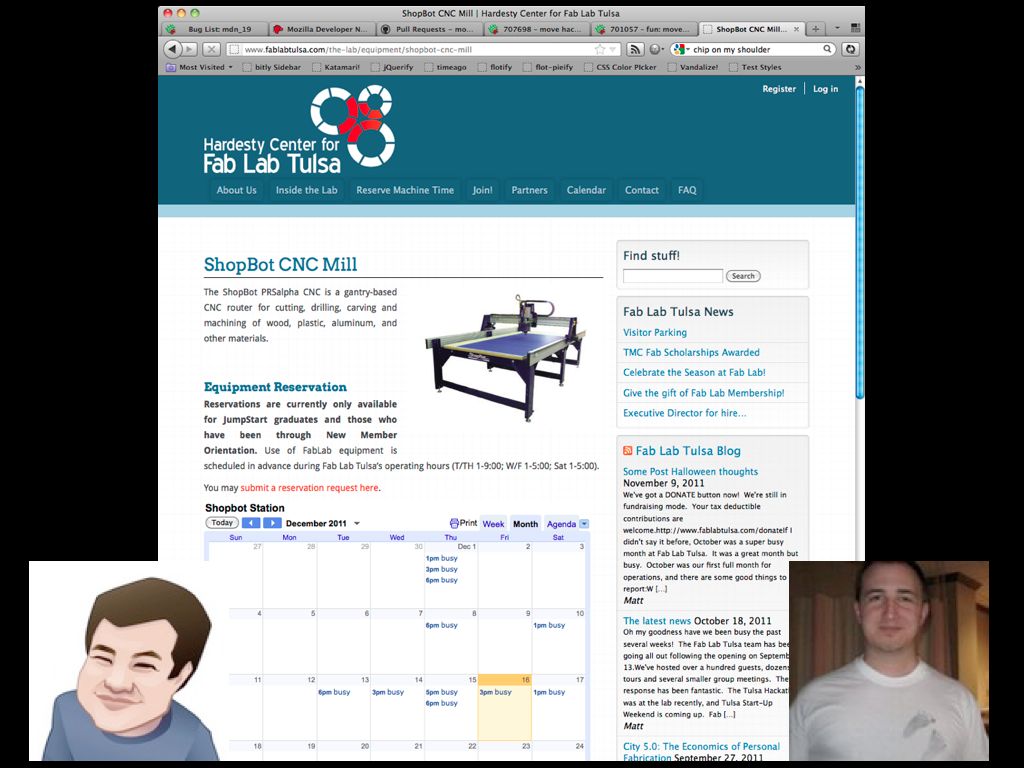 ShopBot CNC Mill | Hardesty Center for Fab Lab Tulsa
Bug List: mdn_19
Mozilla Developer N...
Pull Requests – mo...
707698 – move hac...
701057 – fun: move...
ShopBot CNC Mill...
www.fablabtulsa.com/the-lab/equipment/shopbot-cnc-mill
chip on my shoulder
Most Visited
bitly Sidebar
Katamari!
jQuerify
timeago
flotify
flot-pieify
CSS Color PIcker
Vandalize!
Test Styles
Register
Log in
Hardesty Center for
Fab Lab Tulsa
About Us
Inside the Lab
Reserve Machine Time
Join!
Partners
Calendar
Contact
FAQ
ShopBot CNC Mill
The ShopBot PRSalpha CNC is a gantry-based
CNC router for cutting, drilling, carving and
machining of wood, plastic, aluminum, and
other materials.
Equipment Reservation
Reservations are currently only available
for JumpStart graduates and those who
have been through New Member
Orientation. Use of FabLab equipment is
scheduled in advance during Fab Lab Tulsa's operating hours (T/TH 1-9:00; W/F 1-5:00; Sat 1-5:00).
You may submit a reservation request here.
Shopbot Station
Today
December 2011
Print
Week
Month
Agenda
Sun Mon Tue Wed Thu Fri Sat
27 28 29 30 Dec 1 2 3
1pm busy
3pm busy
6pm busy
4 5 6 7 8 9 10
6pm busy 1pm busy
11 12 13 14 15 16 17
6pm busy 3pm busy 5pm busy 3pm busy 1pm busy
6pm busy
18 19 20 21 22 23 24
Find stuff!
Search
Fab Lab Tulsa News
Visitor Parking
TMC Fab Scholarships Awarded
Celebrate the Season at Fab Lab!
Give the gift of Fab Lab Membership!
Executive Director for hire...
Fab Lab Tulsa Blog
Some Post Halloween thoughts
November 9, 2011
We've got a DONATE button now! We're still in
fundraising mode. Your tax deductible
contributions are
welcome.http://www.fablabtulsa.com/donateIf I
didn't say it before, October was a super busy
month at Fab Lab Tulsa. It was a great month but
busy. October was our first full month for
operations, and there are some good things to
report:W [...]
Matt
The latest news October 18, 2011
Oh my goodness have we been busy the past
several weeks! The Fab Lab Tulsa team has bee
going all out following the opening on Septemb
13.We've hosted over a hundred guests, dozens
tours and several smaller group meetings. The
response has been fantastic. The Tulsa Hackat
was at the lab recently, and Tulsa Start-Up
Weekend is coming up. Fab [...]
Matt
City 5.0: The Economics of Personal
Fabrication September 27, 2011